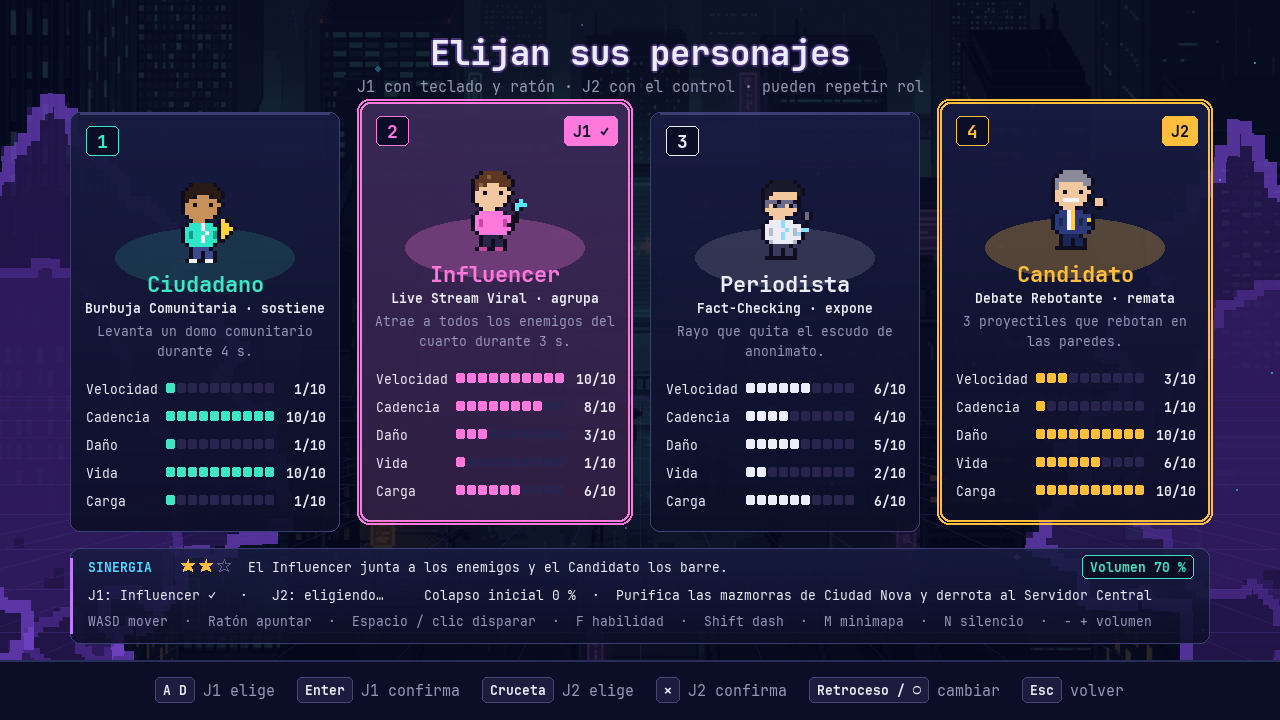 Elijan sus personajes
J1 con teclado y ratón · J2 con el control · pueden repetir rol
1
Ciudadano
Burbuja Comunitaria · sostiene
Levanta un domo comunitario
durante 4 s.
Velocidad 1/10
Cadencia 10/10
Daño 1/10
Vida 10/10
Carga 1/10
2 J1 ✓
Influencer
Live Stream Viral · agrupa
Atrae a todos los enemigos del
cuarto durante 3 s.
Velocidad 10/10
Cadencia 8/10
Daño 3/10
Vida 1/10
Carga 6/10
3
Periodista
Fact-Checking · expone
Rayo que quita el escudo de
anonimato.
Velocidad 6/10
Cadencia 4/10
Daño 5/10
Vida 2/10
Carga 6/10
4 J2
Candidato
Debate Rebotante · remata
3 proyectiles que rebotan en
las paredes.
Velocidad 3/10
Cadencia 1/10
Daño 10/10
Vida 6/10
Carga 10/10
SINERGIA ★★☆ El Influencer junta a los enemigos y el Candidato los barre. Volumen 70 %
J1: Influencer ✓ · J2: eligiendo… Colapso inicial 0 % · Purifica las mazmorras de Ciudad Nova y derrota al Servidor Central
WASD mover · Ratón apuntar · Espacio / clic disparar · F habilidad · Shift dash · M minimapa · N silencio · - + volumen
A D J1 elige Enter J1 confirma Cruceta J2 elige × J2 confirma Retroceso / ○ cambiar Esc volver